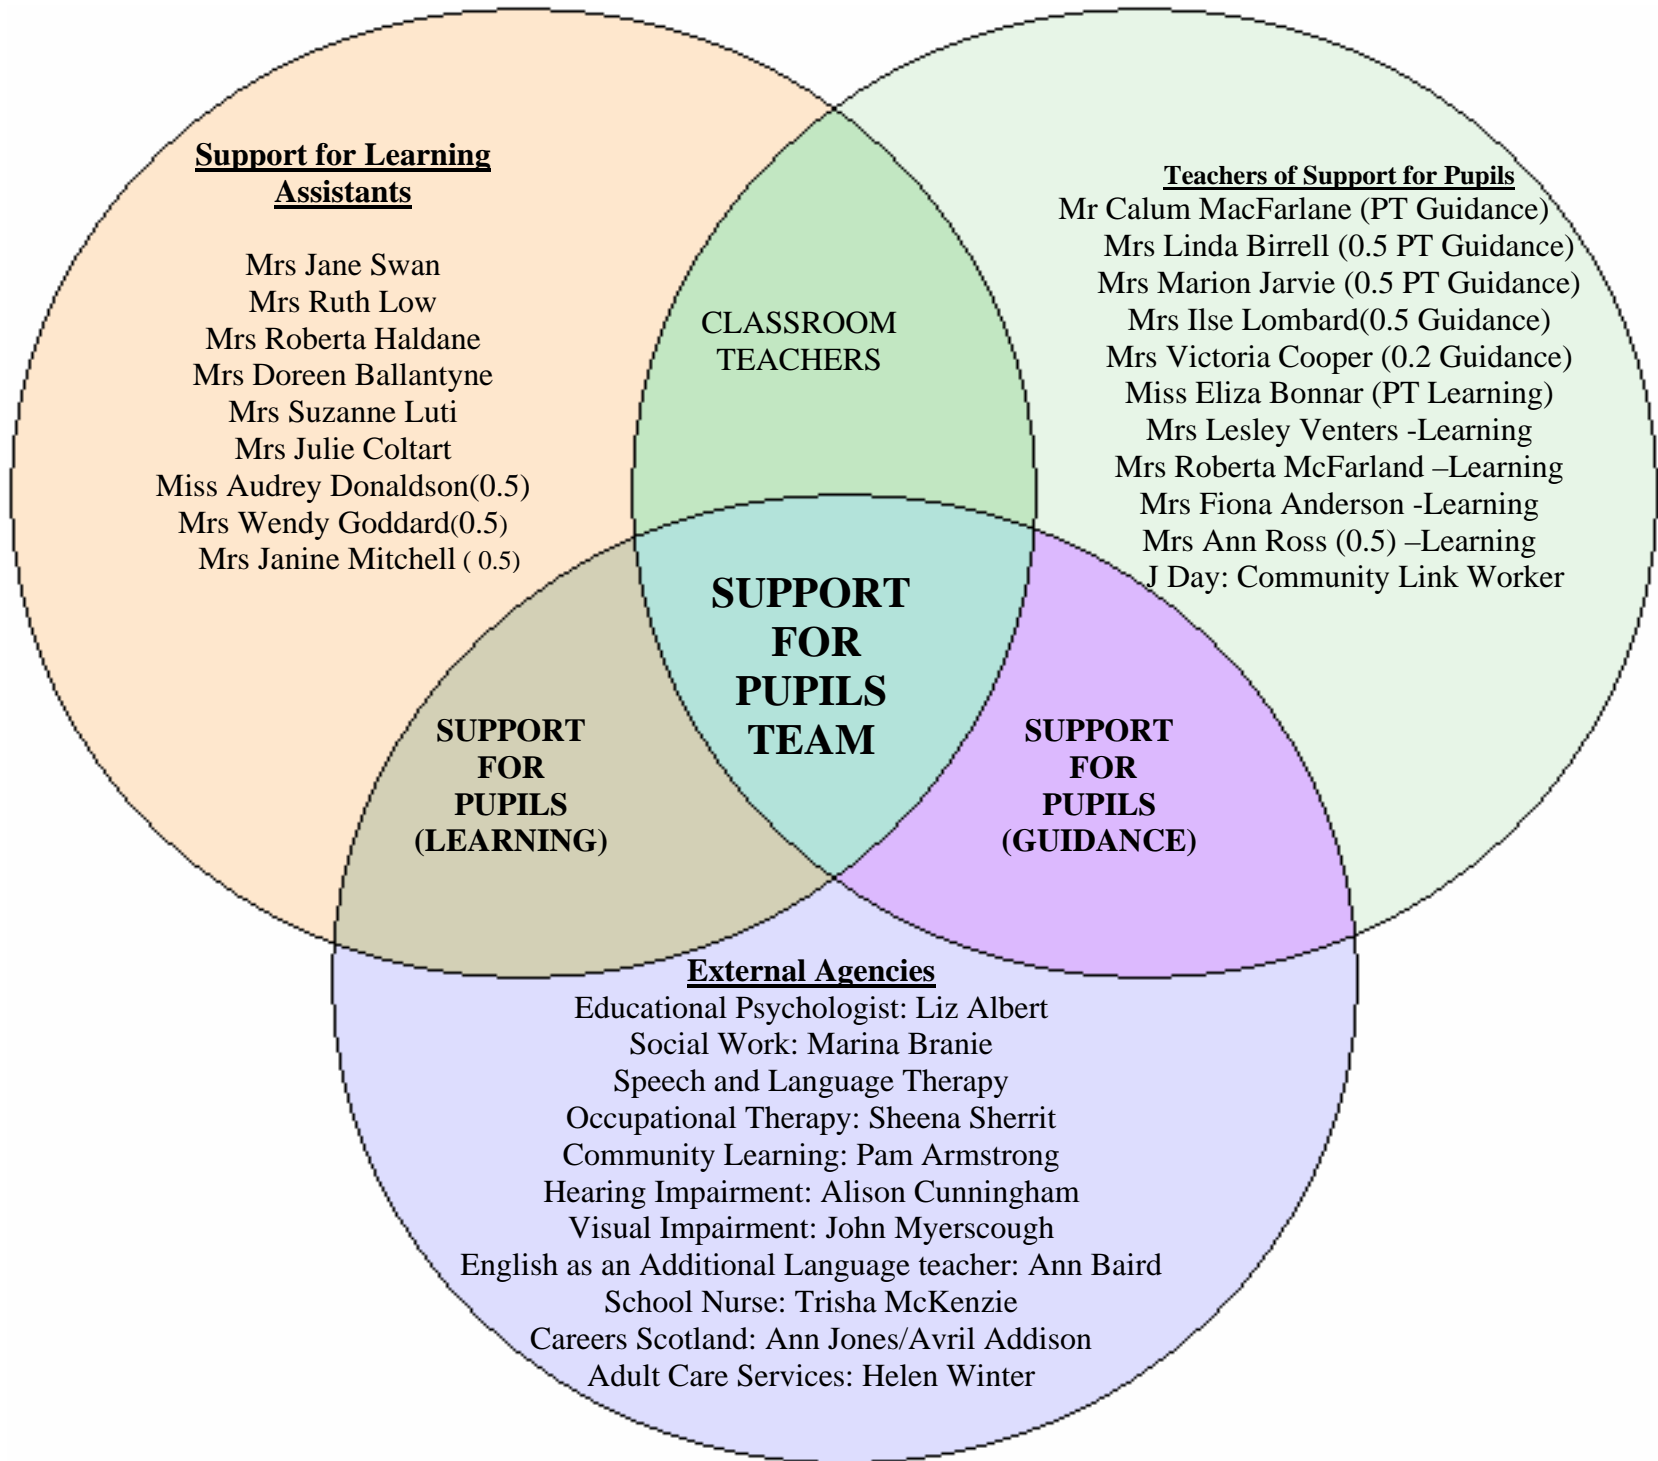 Support for Learning
Assistants
Mrs Jane Swan
Mrs Ruth Low
Mrs Roberta Haldane
Mrs Doreen Ballantyne
Mrs Suzanne Luti
Mrs Julie Coltart
Miss Audrey Donaldson(0.5)
Mrs Wendy Goddard(0.5)
Mrs Janine Mitchell ( 0.5)
CLASSROOM
TEACHERS
Teachers of Support for Pupils
Mr Calum MacFarlane (PT Guidance)
Mrs Linda Birrell (0.5 PT Guidance)
Mrs Marion Jarvie (0.5 PT Guidance)
Mrs Ilse Lombard(0.5 Guidance)
Mrs Victoria Cooper (0.2 Guidance)
Miss Eliza Bonnar (PT Learning)
Mrs Lesley Venters -Learning
Mrs Roberta McFarland –Learning
Mrs Fiona Anderson -Learning
Mrs Ann Ross (0.5) –Learning
J Day: Community Link Worker
SUPPORT
FOR
PUPILS
TEAM
SUPPORT
FOR
PUPILS
(LEARNING)
SUPPORT
FOR
PUPILS
(GUIDANCE)
External Agencies
Educational Psychologist: Liz Albert
Social Work: Marina Branie
Speech and Language Therapy
Occupational Therapy: Sheena Sherrit
Community Learning: Pam Armstrong
Hearing Impairment: Alison Cunningham
Visual Impairment: John Myerscough
English as an Additional Language teacher: Ann Baird
School Nurse: Trisha McKenzie
Careers Scotland: Ann Jones/Avril Addison
Adult Care Services: Helen Winter